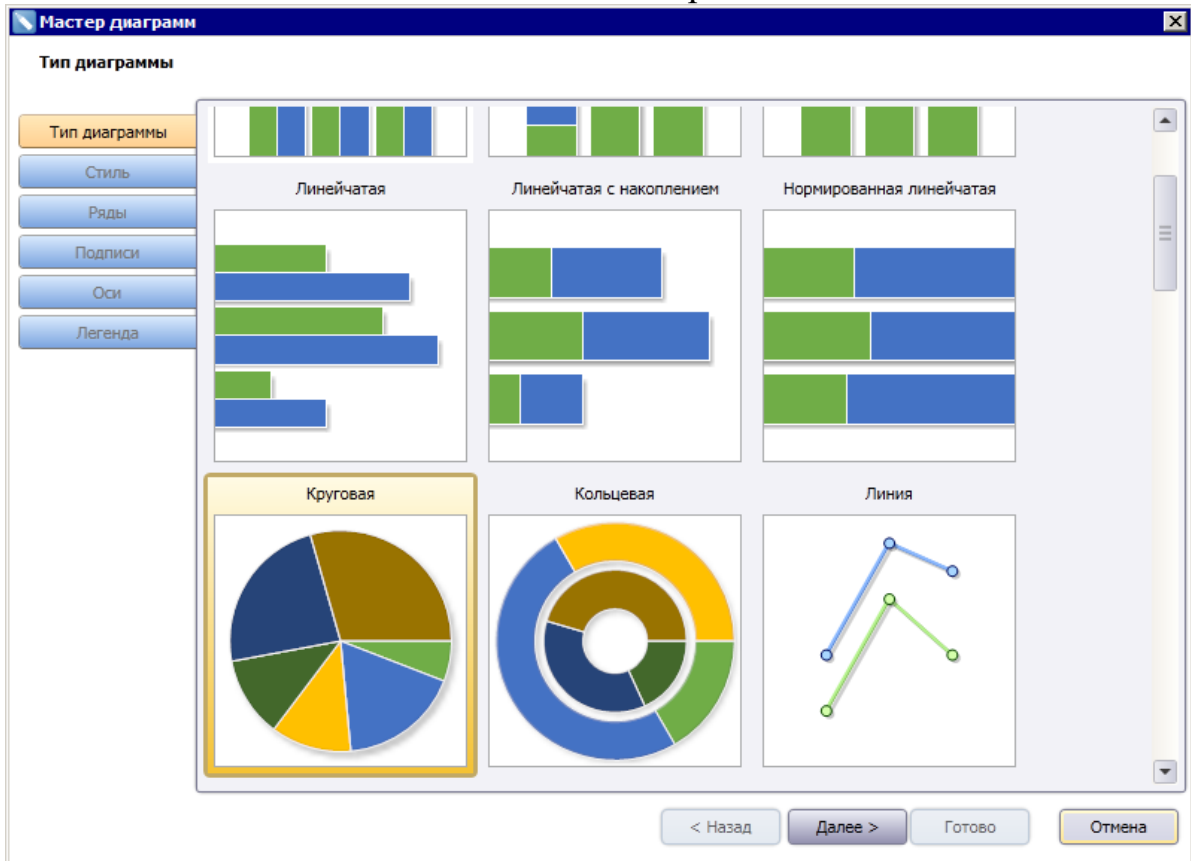 Мастер диаграмм
Тип диаграммы
Тип диаграммы
Стиль
Ряды
Подписи
Оси
Легенда
Линейчатая
Линейчатая с накоплением
Нормированная линейчатая
Круговая
Кольцевая
Линия
< Назад
Далее >
Готово
Отмена